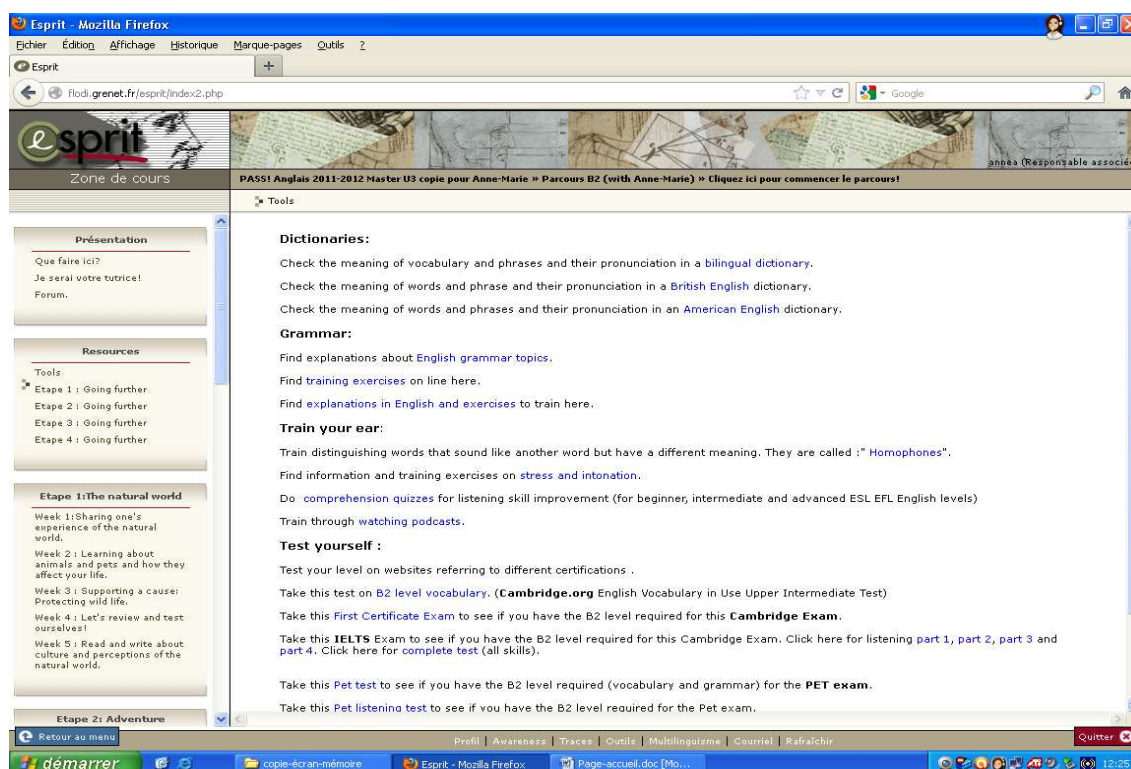 Esprit - Mozilla Firefox
Fichier Édition Affichage Historique Marque-pages Outils ?
Esprit
flodi.grenet.fr/esprit/index2.php
Google
esprit
annea (Responsable associé
Zone de cours
PASS! Anglais 2011-2012 Master U3 copie pour Anne-Marie » Parcours B2 (with Anne-Marie) » Cliquez ici pour commencer le parcours!
Tools
Présentation
Que faire ici?
Je serai votre tutrice!
Forum.
Resources
Tools
Etape 1 : Going further
Etape 2 : Going further
Etape 3 : Going further
Etape 4 : Going further
Etape 1:The natural world
Week 1:Sharing one's
experience of the natural
world.
Week 2 : Learning about
animals and pets and how they
affect your life.
Week 3 : Supporting a cause:
Protecting wild life.
Week 4 : Let's review and test
ourselves!
Week 5 : Read and write about
culture and perceptions of the
natural world.
Etape 2: Adventure
Dictionaries:
Check the meaning of vocabulary and phrases and their pronunciation in a bilingual dictionary.
Check the meaning of words and phrase and their pronunciation in a British English dictionary.
Check the meaning of words and phrases and their pronunciation in an American English dictionary.
Grammar:
Find explanations about English grammar topics.
Find training exercises on line here.
Find explanations in English and exercises to train here.
Train your ear:
Train distinguishing words that sound like another word but have a different meaning. They are called :" Homophones".
Find information and training exercises on stress and intonation.
Do comprehension quizzes for listening skill improvement (for beginner, intermediate and advanced ESL EFL English levels)
Train through watching podcasts.
Test yourself :
Test your level on websites referring to different certifications .
Take this test on B2 level vocabulary. (Cambridge.org English Vocabulary in Use Upper Intermediate Test)
Take this First Certificate Exam to see if you have the B2 level required for this Cambridge Exam.
Take this IELTS Exam to see if you have the B2 level required for this Cambridge Exam. Click here for listening part 1, part 2, part 3 and
part 4. Click here for complete test (all skills).
Take this Pet test to see if you have the B2 level required (vocabulary and grammar) for the PET exam.
Take this Pet listening test to see if you have the B2 level required for the Pet exam.
Retour au menu
Profil | Awareness | Traces | Outils | Multilinguisme | Courriel | Rafraîchir
Quitter
démarrer
copie-écran-mémoire
Esprit - Mozilla Firefox
Page-accueil.doc [Mo...
12:25